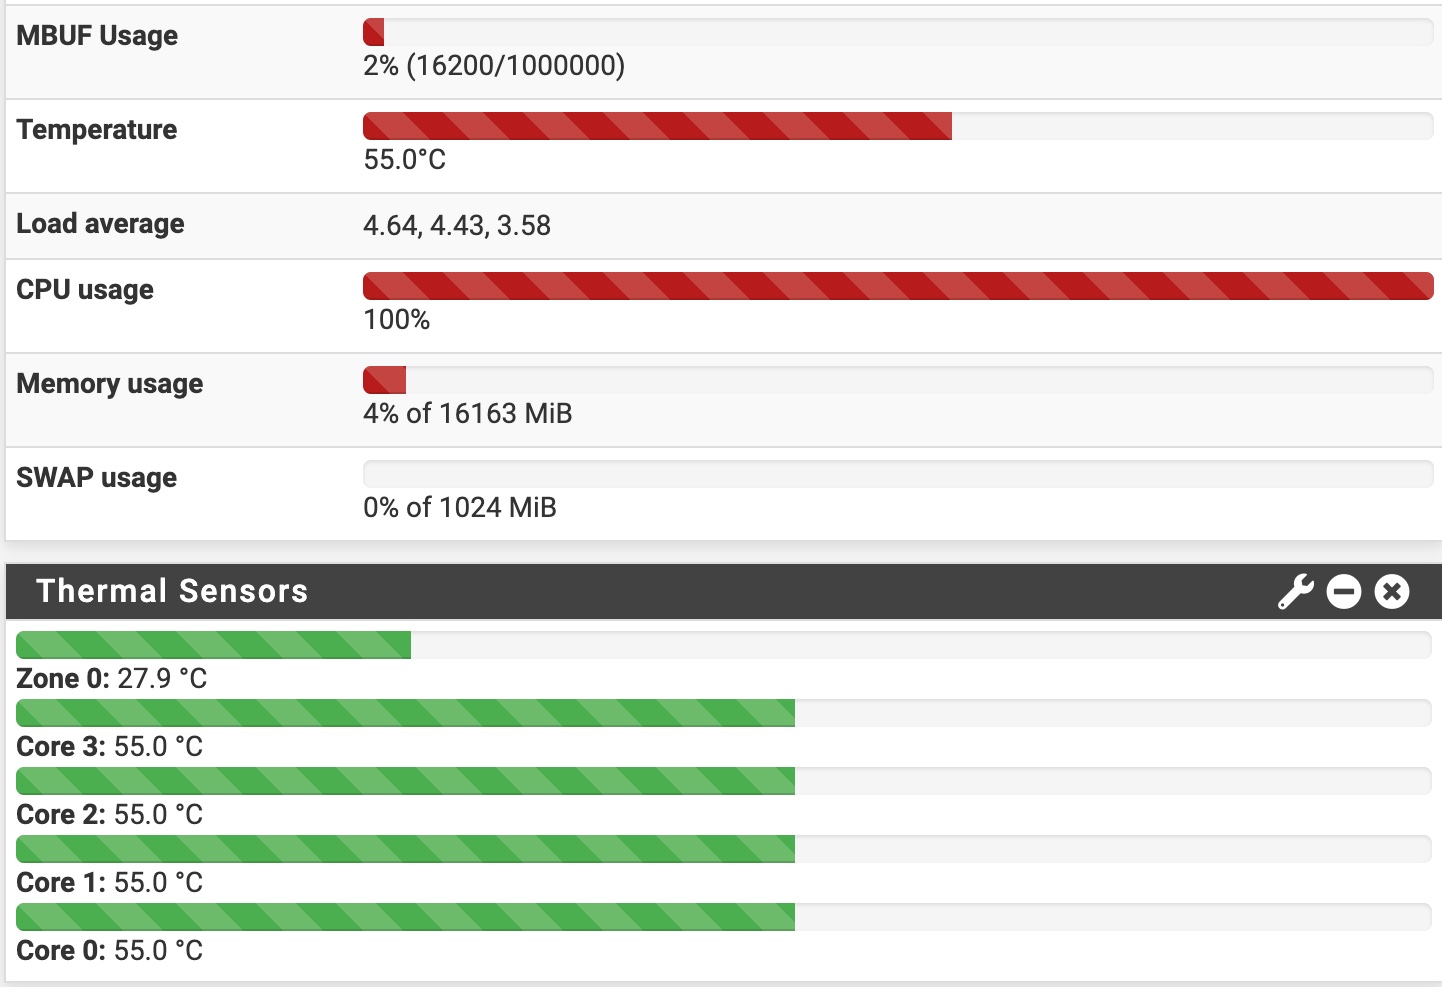 MBUF Usage
2% (16200/1000000)
Temperature
55.0°C
Load average
4.64, 4.43, 3.58
CPU usage
100%
Memory usage
4% of 16163 MiB
SWAP usage
0% of 1024 MiB
Thermal Sensors
Zone 0: 27.9 °C
Core 3: 55.0 °C
Core 2: 55.0 °C
Core 1: 55.0 °C
Core 0: 55.0 °C